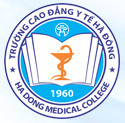 TRƯỜNG CAO ĐẲNG Y TẾ HÀ ĐÔNG
1960
HA DONG MEDICAL COLLEGE